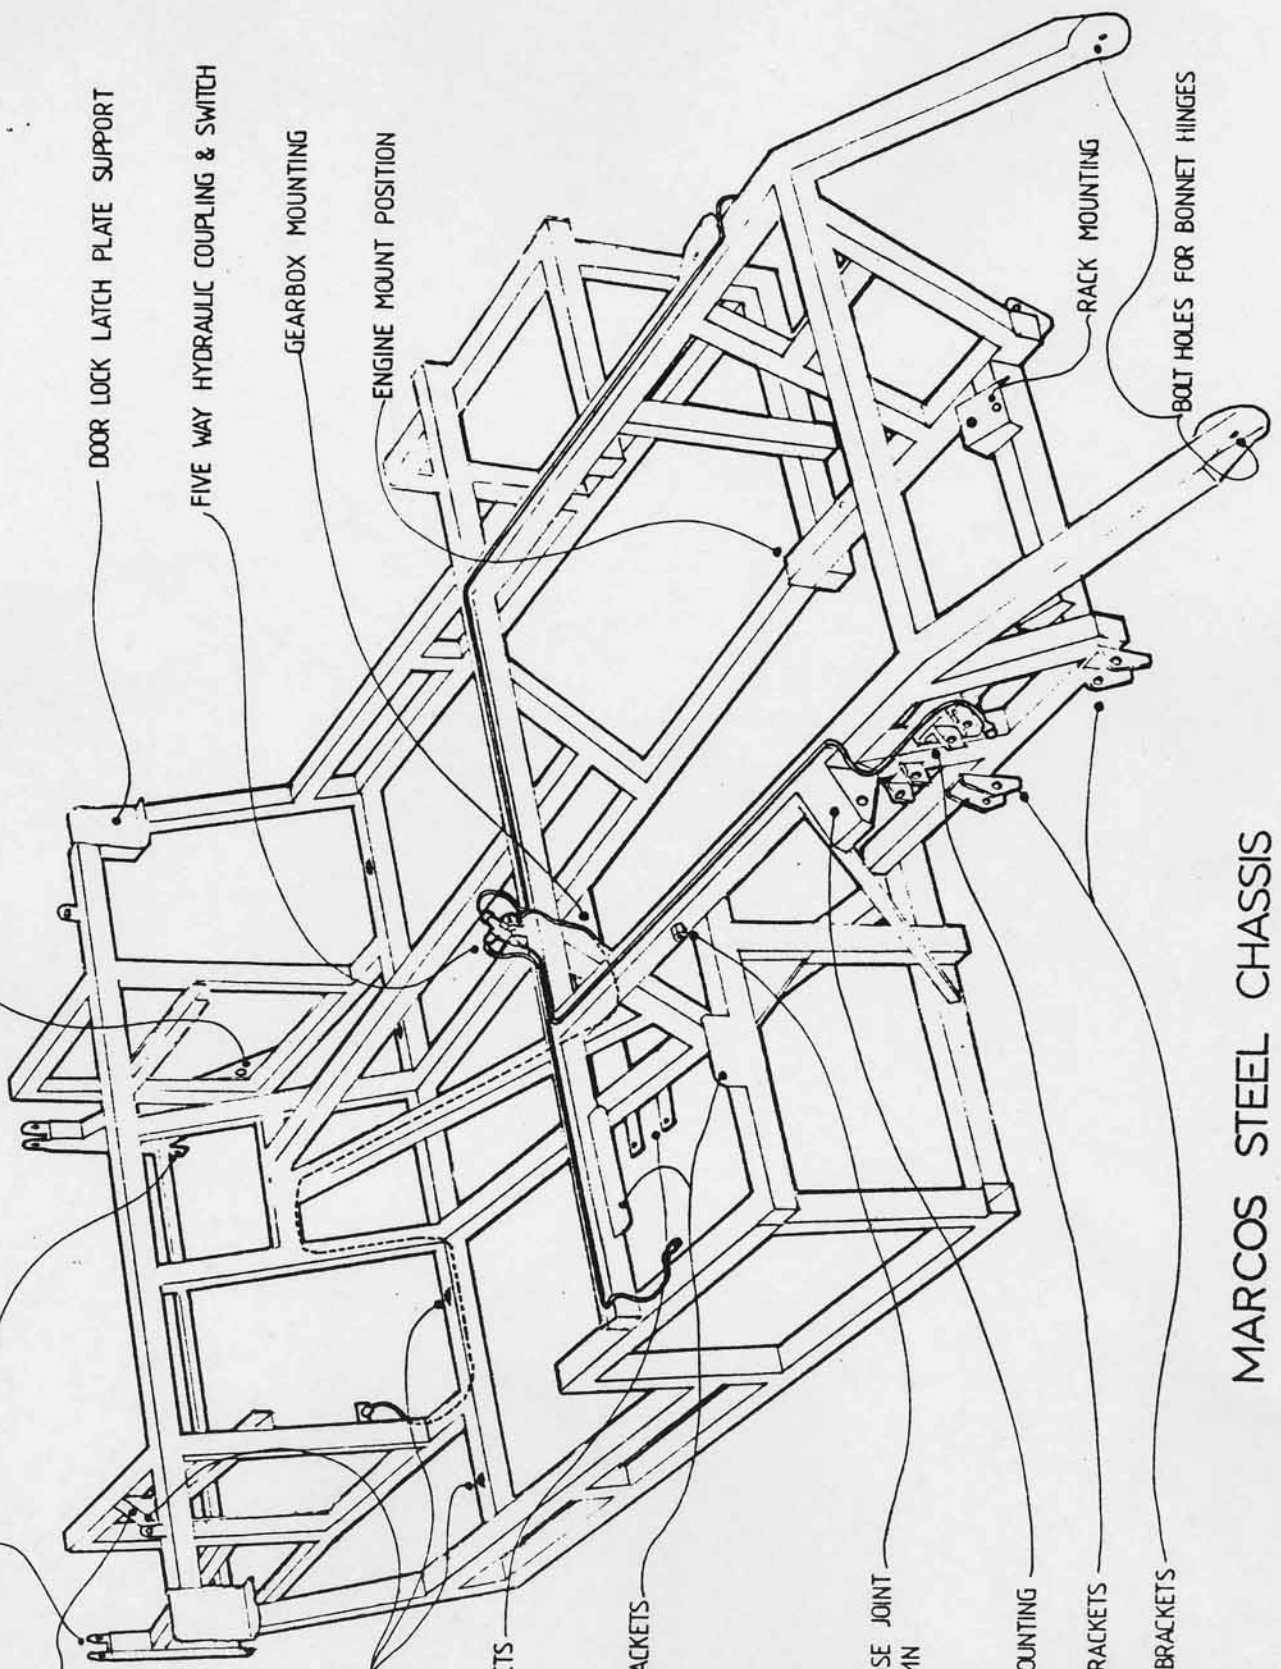 DOOR LOCK LATCH PLATE SUPPORT
FIVE WAY HYDRAULIC COUPLING & SWITCH
GEARBOX MOUNTING
ENGINE MOUNT POSITION
RACK MOUNTING
BOLT HOLES FOR BONNET HINGES
ETS
ACKETS
SE JOINT
MN
OUNTING
RACKETS
BRACKETS
MARCOS STEEL CHASSIS